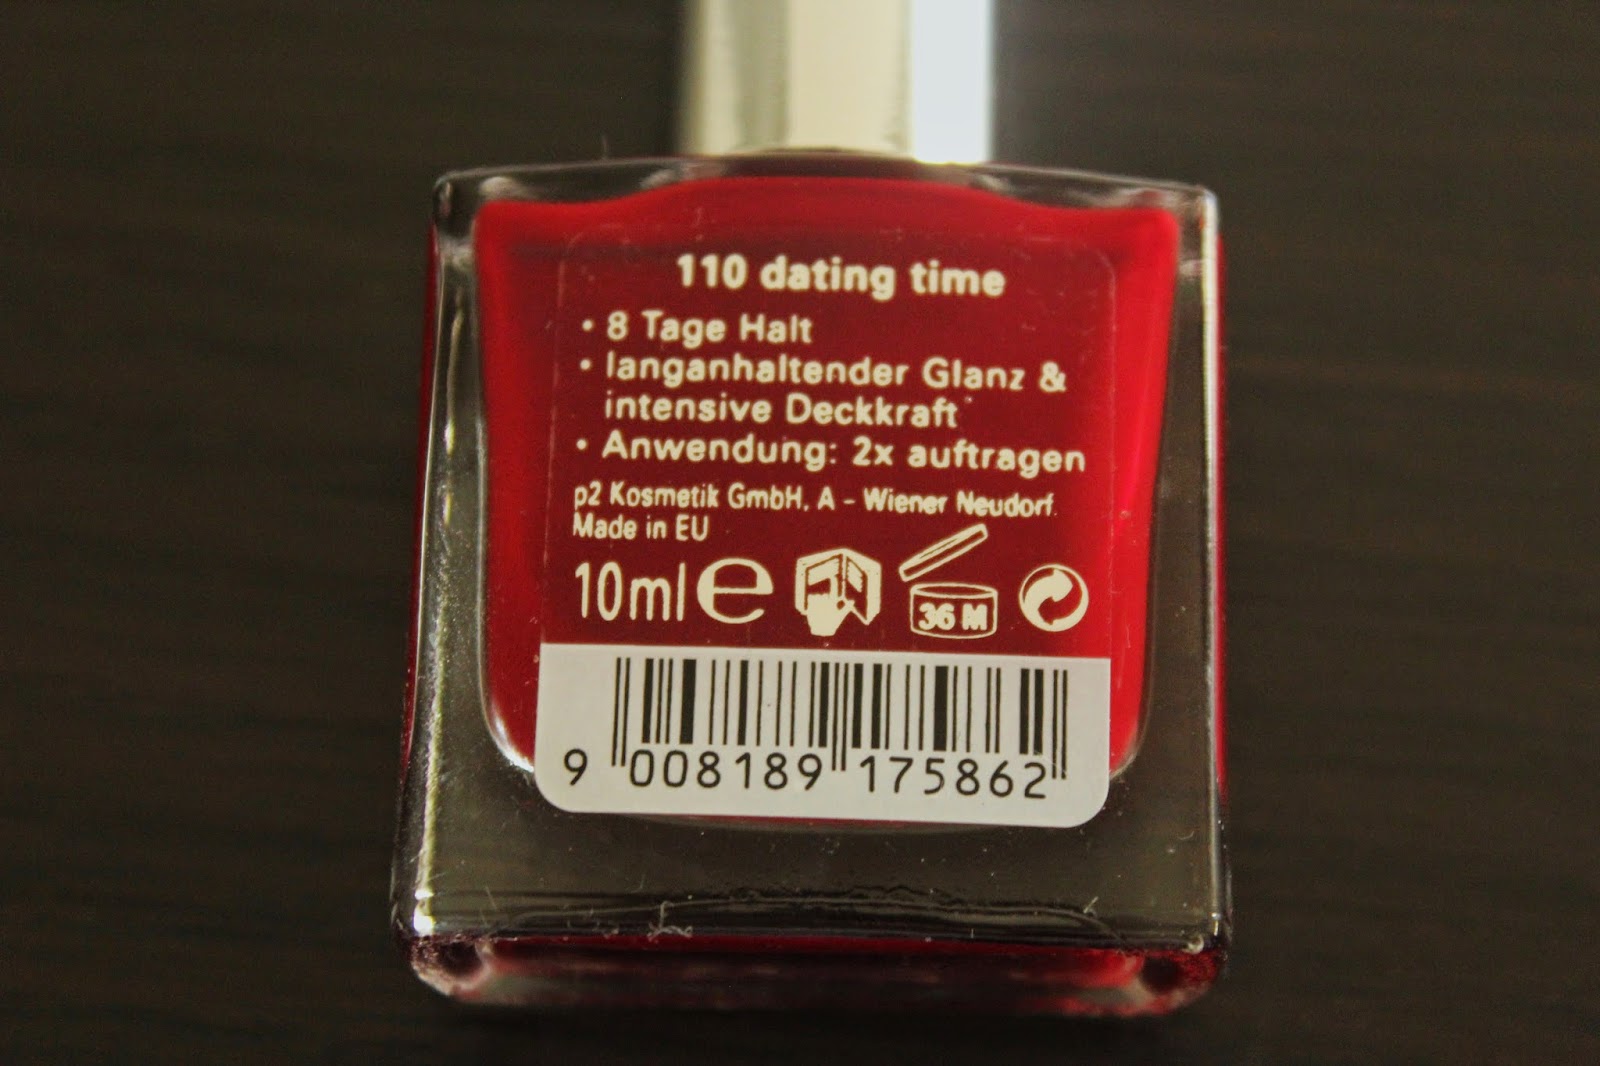 110 dating time
• 8 Tage Halt
• langanhaltender Glanz &
intensive Deckkraft
• Anwendung: 2x auftragen
p2 Kosmetik GmbH, A - Wiener Neudorf.
Made in EU
10ml e
36 M
9 008189 175862